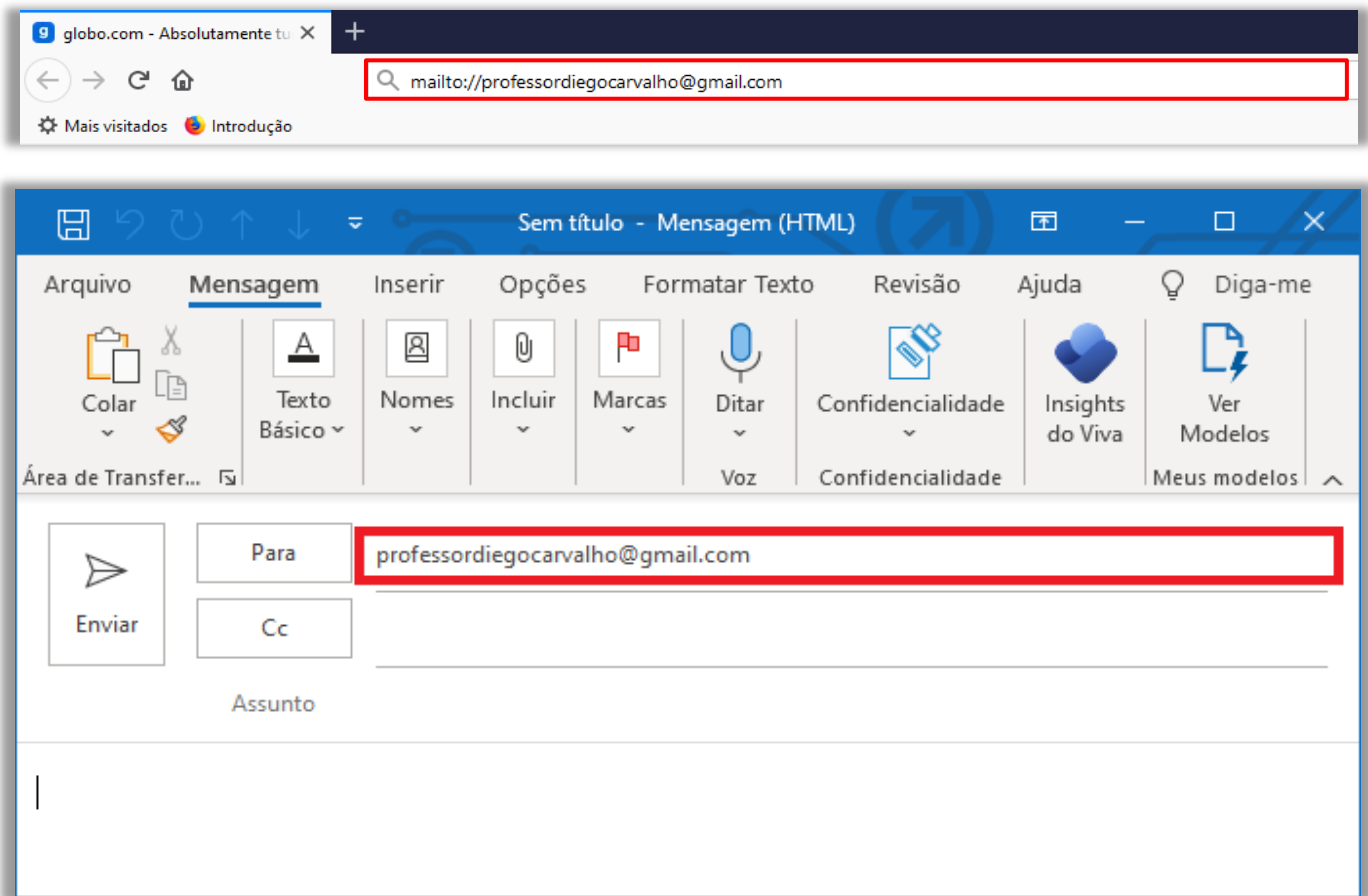 globo.com - Absolutamente tu
mailto://professordiegocarvalho@gmail.com
Mais visitados Introdução
Sem título - Mensagem (HTML)
Arquivo Mensagem Inserir Opções Formatar Texto Revisão Ajuda Diga-me
Colar Texto Básico Nomes Incluir Marcas Ditar Confidencialidade Insights do Viva Ver Modelos
Área de Transfer... Voz Confidencialidade Meus modelos
Para professordiegocarvalho@gmail.com
Enviar Cc
Assunto